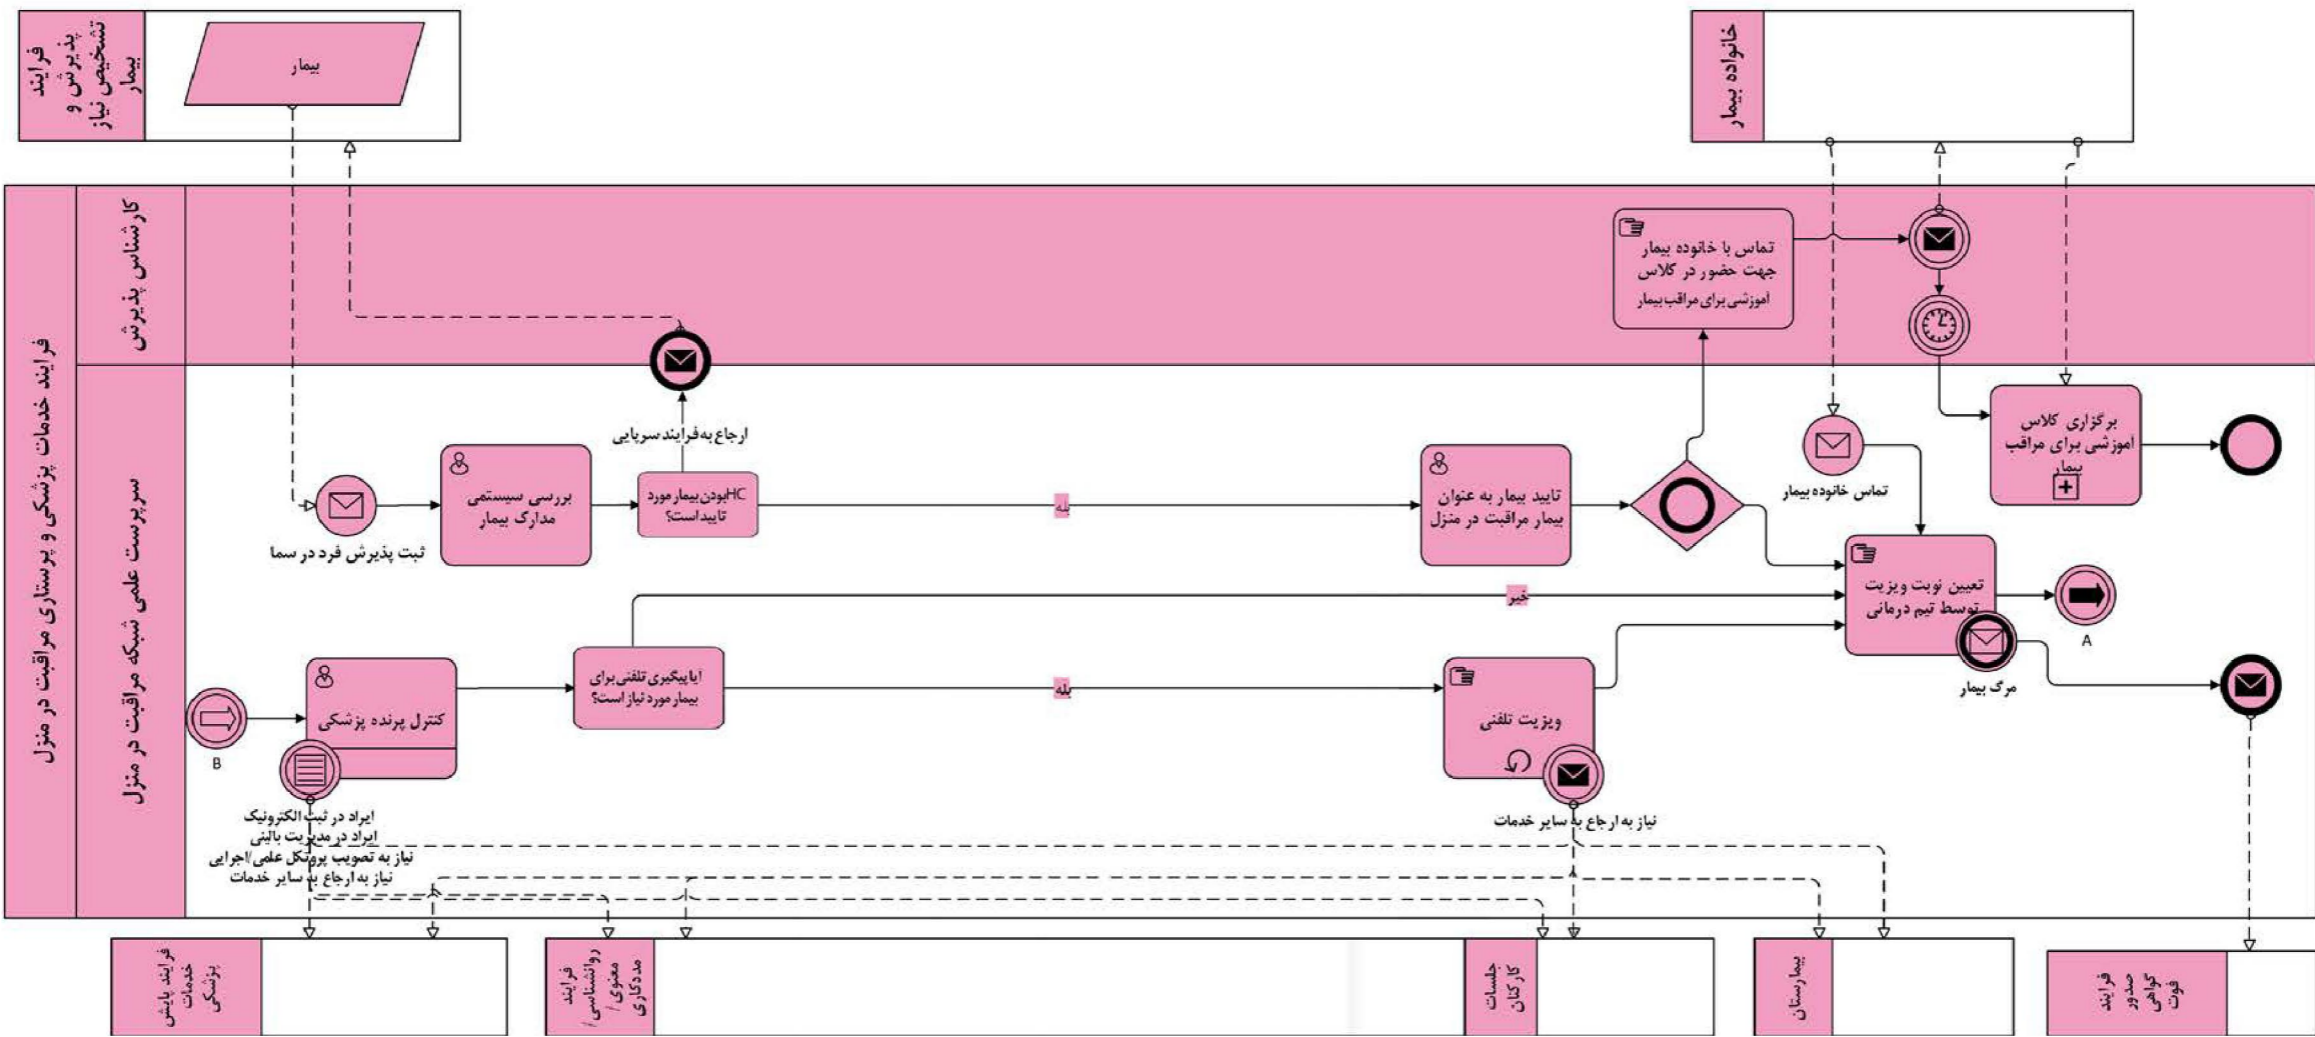 فرایند
پذیرش و
تشخیص نیاز
بیمار
بیمار
خانواده بیمار
فرایند خدمات پزشکی و پرستاری مراقبت در منزل
کارشناس پذیرش
تماس با خانوده بیمار
جهت حضور در کلاس
آموزشی برای مراقب بیمار
سرپرست علمی شبکه مراقبت در منزل
ثبت پذیرش فرد در سما
بررسی سیستمی
مدارک بیمار
HCبودن بیمار مورد
تایید است؟
ارجاع به فرایند سرپایی
بله
تایید بیمار به عنوان
بیمار مراقبت در منزل
تماس خانواده بیمار
برگزاری کلاس
آموزشی برای مراقب
بیمار
تعیین نوبت ویزیت
توسط تیم درمانی
A
مرگ بیمار
خیر
B
کنترل پرنده پزشکی
آیا پیگیری تلفنی برای
بیمار مورد نیاز است؟
بله
ویزیت تلفنی
نیاز به ارجاع به سایر خدمات
ایراد در ثبت الکترونیک
ایراد در مدیریت بالینی
نیاز به تصویب پروتکل علمی/اجرایی
نیاز به ارجاع به سایر خدمات
فرایند پایش
خدمات
پزشکی
فرایند
روانشناسی/
معنوی/
مددکاری
جلسات
کارکنان
بیمارستان
فرایند
صدور
گواهی
فوت